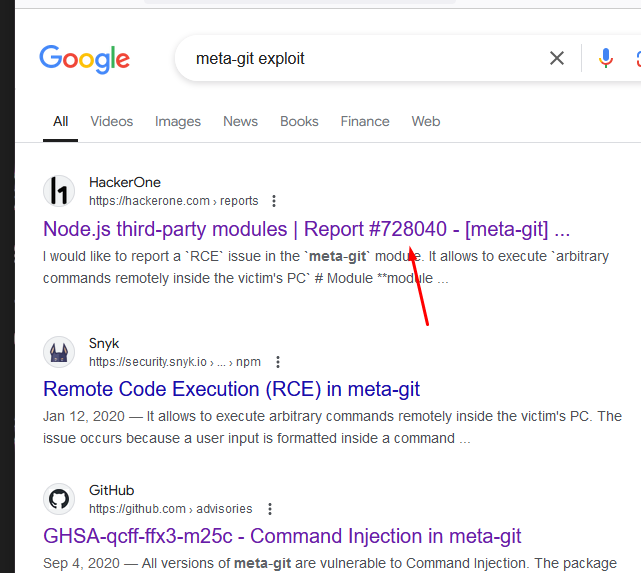 Google
meta-git exploit
All Videos Images News Books Finance Web
HackerOne
https://hackerone.com › reports
Node.js third-party modules | Report #728040 - [meta-git] ...
I would like to report a `RCE` issue in the `meta-git` module. It allows to execute `arbitrary
commands remotely inside the victim's PC` # Module **module ...
Snyk
https://security.snyk.io › ... › npm
Remote Code Execution (RCE) in meta-git
Jan 12, 2020 — It allows to execute arbitrary commands remotely inside the victim's PC. The
issue occurs because a user input is formatted inside a command ...
GitHub
https://github.com › advisories
GHSA-qcff-ffx3-m25c - Command Injection in meta-git
Sep 4, 2020 — All versions of meta-git are vulnerable to Command Injection. The package